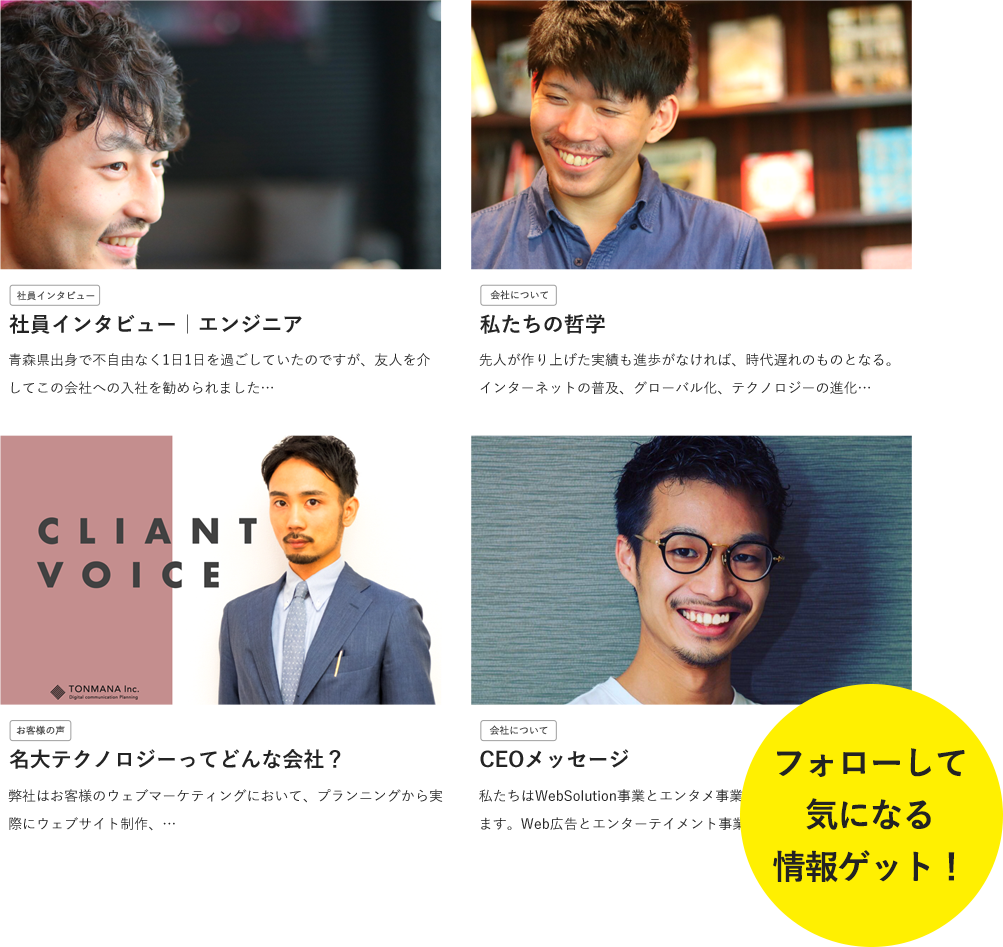 社員インタビュー
社員インタビュー｜エンジニア
青森県出身で不自由なく1日1日を過ごしていたのですが、友人を介
してこの会社への入社を勧められました…
会社について
私たちの哲学
先人が作り上げた実績も進歩がなければ、時代遅れのものとなる。
インターネットの普及、グローバル化、テクノロジーの進化…
CLIANT
VOICE
TONMANA Inc.
Digital communication Planning
お客様の声
名大テクノロジーってどんな会社？
弊社はお客様のウェブマーケティングにおいて、プランニングから実
際にウェブサイト制作、…
会社について
CEOメッセージ
私たちはWebSolution事業とエンタメ事業
ます。Web広告とエンターテイメント事業
フォローして
気になる
情報ゲット！